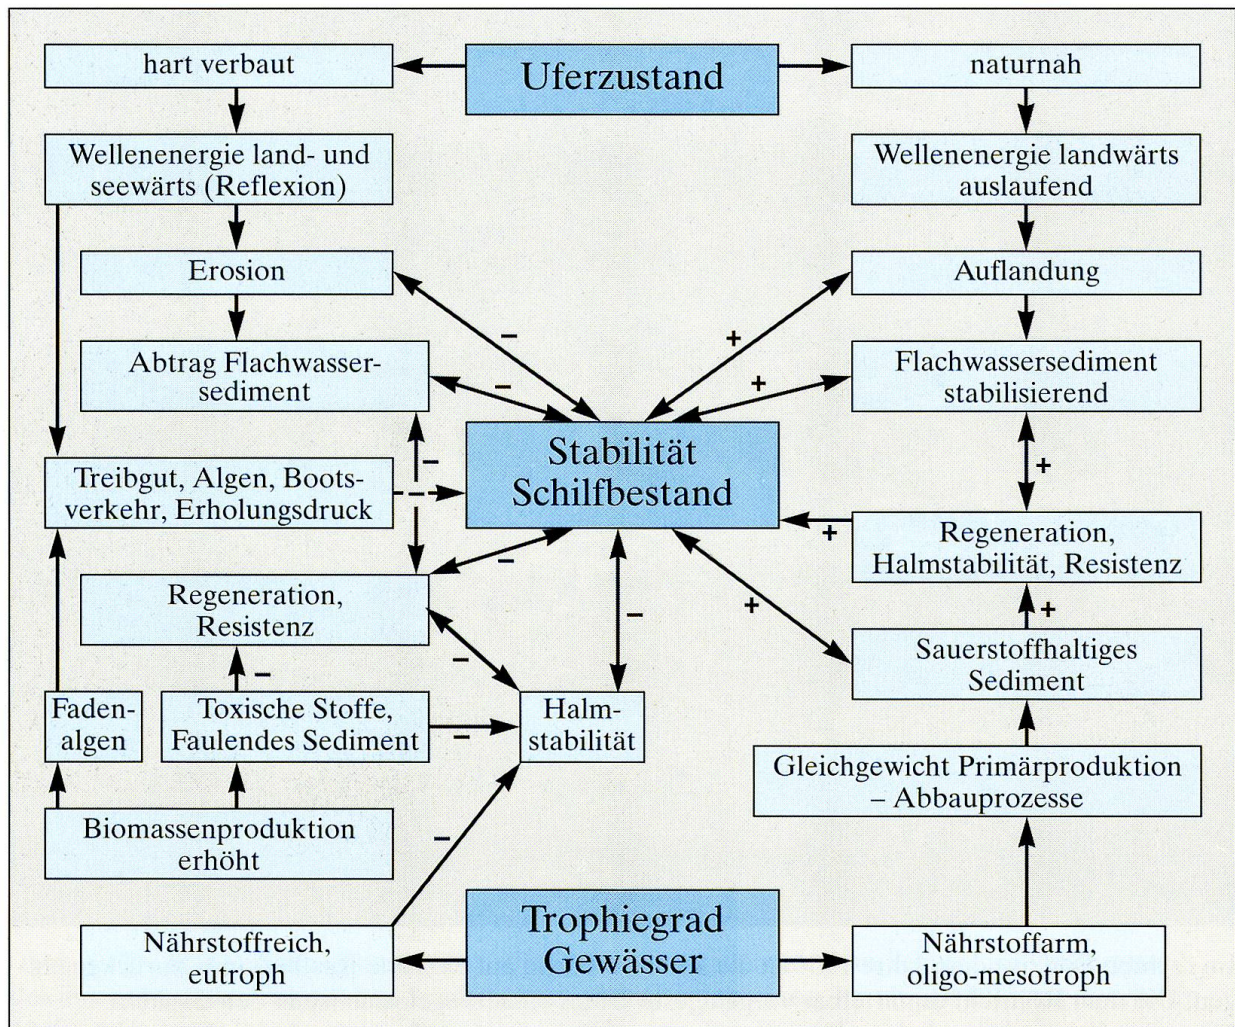 hart verbaut
Uferzustand
naturnah
Wellenenergie land- und
seewärts (Reflexion)
Wellenenergie landwärts
auslaufend
Erosion
Auflandung
–
+
Abtrag Flachwasser-
sediment
–
+
Flachwassersediment
stabilisierend
Stabilität
Schilfbestand
–
+
Treibgut, Algen, Boots-
verkehr, Erholungsdruck
–
Regeneration,
Halmstabilität, Resistenz
+
–
Regeneration,
Resistenz
–
+
+
Sauerstoffhaltiges
Sediment
–
–
Faden-
algen
Toxische Stoffe,
Faulendes Sediment
–
Halm-
stabilität
Gleichgewicht Primärproduktion
– Abbauprozesse
Biomassenproduktion
erhöht
–
Trophiegrad
Gewässer
Nährstoffreich,
eutroph
Nährstoffarm,
oligo-mesotroph